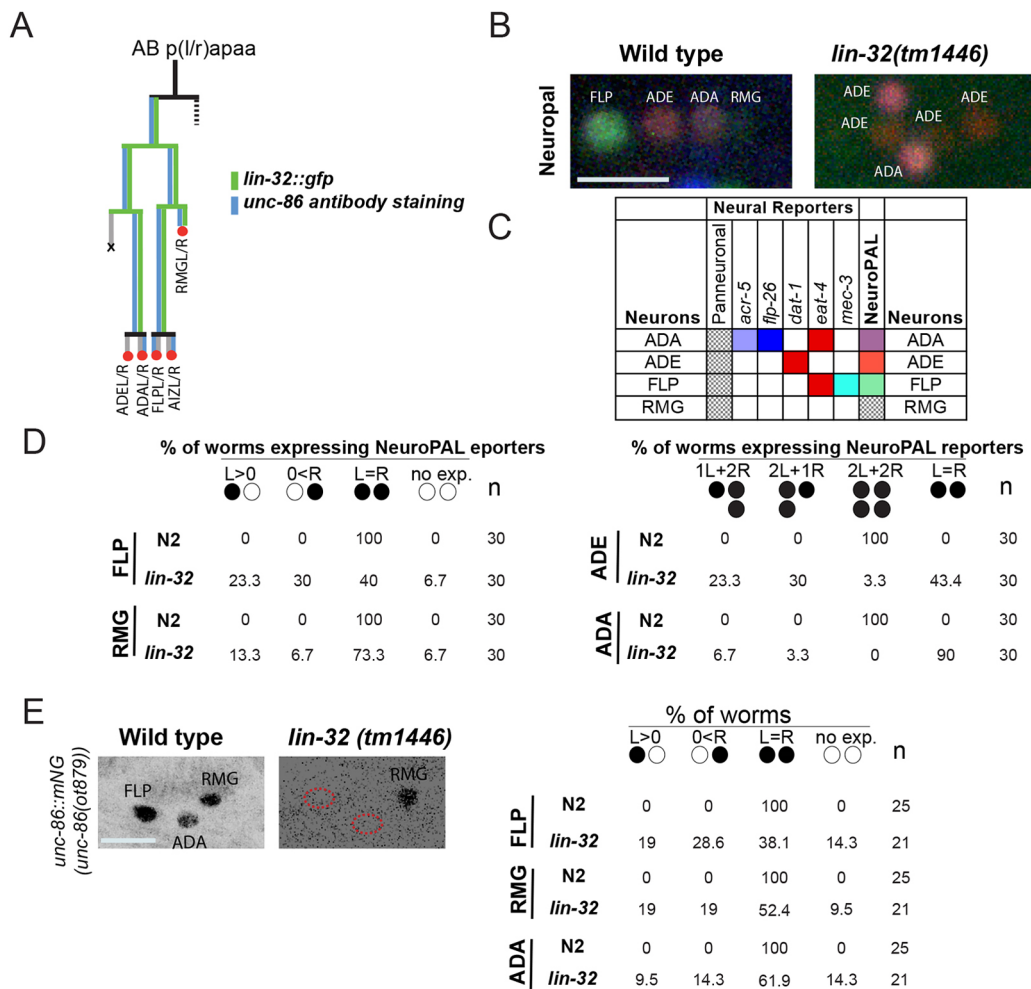 A
AB p(l/r)apaa
lin-32::gfp
unc-86 antibody staining
x
RMGL/R
ADEL/R
ADAL/R
FLPL/R
AIZL/R
B
Wild type
lin-32(tm1446)
Neuropal
FLP
ADE
ADA
RMG
ADE
ADE
ADE
ADE
ADA
C
Neural Reporters
Neurons
Panneuronal
acr-5
flp-26
dat-1
eat-4
mec-3
NeuroPAL
Neurons
ADA ADA
ADE ADE
FLP FLP
RMG RMG
D
% of worms expressing NeuroPAL eporters
L>0 0<R L=R no exp. n
FLP
N2 0 0 100 0 30
lin-32 23.3 30 40 6.7 30
RMG
N2 0 0 100 0 30
lin-32 13.3 6.7 73.3 6.7 30
% of worms expressing NeuroPAL reporters
1L+2R 2L+1R 2L+2R L=R n
ADE
N2 0 0 100 0 30
lin-32 23.3 30 3.3 43.4 30
ADA
N2 0 0 100 0 30
lin-32 6.7 3.3 0 90 30
E
Wild type
lin-32 (tm1446)
unc-86::mNG
(unc-86(ot879))
FLP
RMG
ADA
RMG
% of worms
L>0 0<R L=R no exp. n
FLP
N2 0 0 100 0 25
lin-32 19 28.6 38.1 14.3 21
RMG
N2 0 0 100 0 25
lin-32 19 19 52.4 9.5 21
ADA
N2 0 0 100 0 25
lin-32 9.5 14.3 61.9 14.3 21